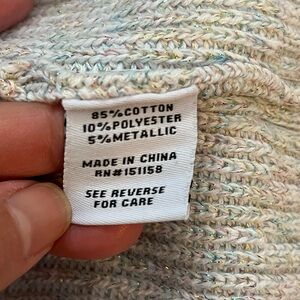 85%COTTON
10%POLYESTER
5%METALLIC
MADE IN CHINA
RN#151158
SEE REVERSE
FOR CARE